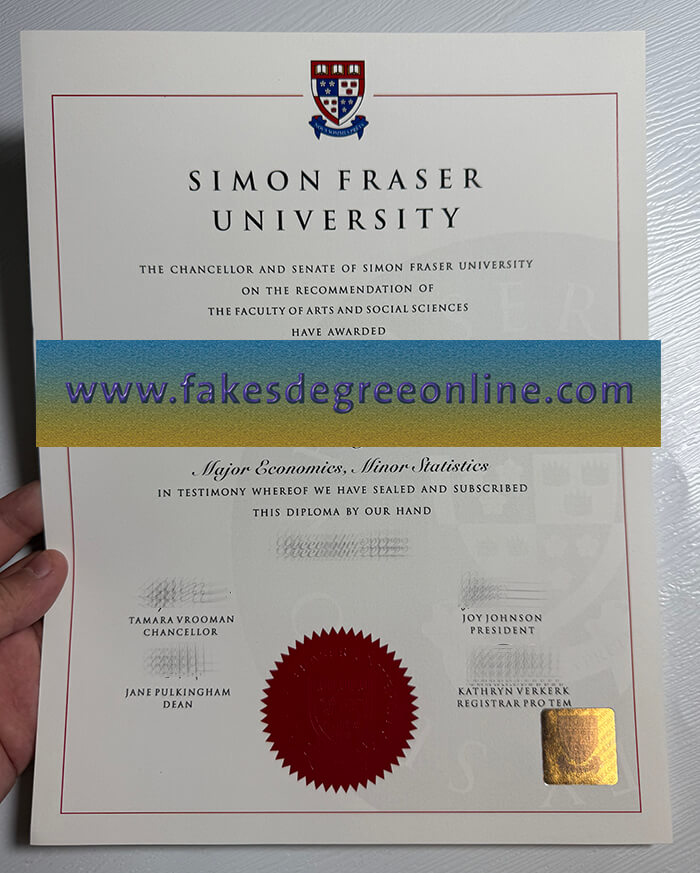 SIMON FRASER
UNIVERSITY
THE CHANCELLOR AND SENATE OF SIMON FRASER UNIVERSITY
ON THE RECOMMENDATION OF
THE FACULTY OF ARTS AND SOCIAL SCIENCES
HAVE AWARDED
www.fakesdegreeonline.com
Major Economics, Minor Statistics
IN TESTIMONY WHEREOF WE HAVE SEALED AND SUBSCRIBED
THIS DIPLOMA BY OUR HAND
TAMARA VROOMAN
CHANCELLOR
JOY JOHNSON
PRESIDENT
JANE PULKINGHAM
DEAN
KATHRYN VERKERK
REGISTRAR PRO TEM